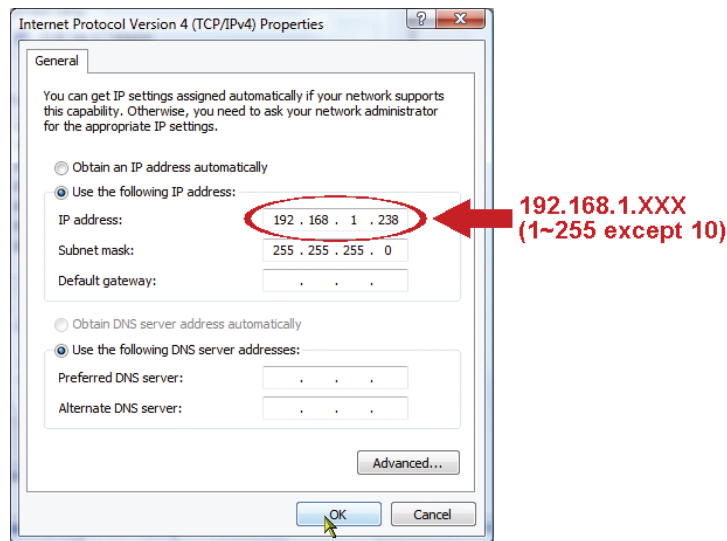 Internet Protocol Version 4 (TCP/IPv4) Properties
General
You can get IP settings assigned automatically if your network supports
this capability. Otherwise, you need to ask your network administrator
for the appropriate IP settings.
Obtain an IP address automatically
Use the following IP address:
IP address: 192 . 168 . 1 . 238
192.168.1.XXX
(1~255 except 10)
Subnet mask: 255 . 255 . 255 . 0
Default gateway: . . .
Obtain DNS server address automatically
Use the following DNS server addresses:
Preferred DNS server: . . .
Alternate DNS server: . . .
Advanced...
OK Cancel